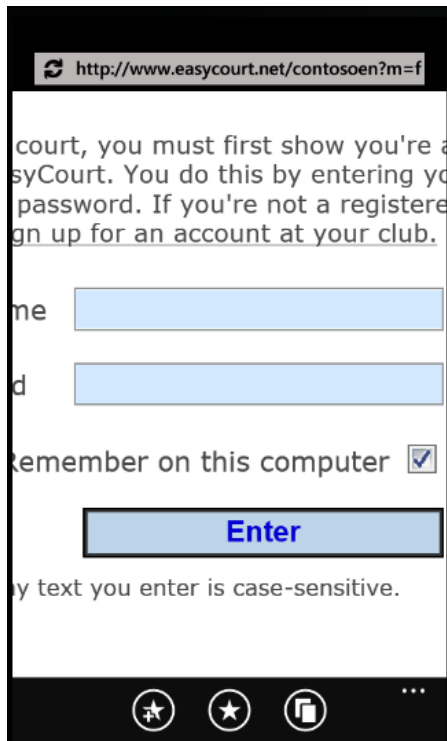 http://www.easycourt.net/contosoen?m=f
court, you must first show you're a
syCourt. You do this by entering yo
password. If you're not a registere
gn up for an account at your club.
me
d
Remember on this computer
Enter
ny text you enter is case-sensitive.